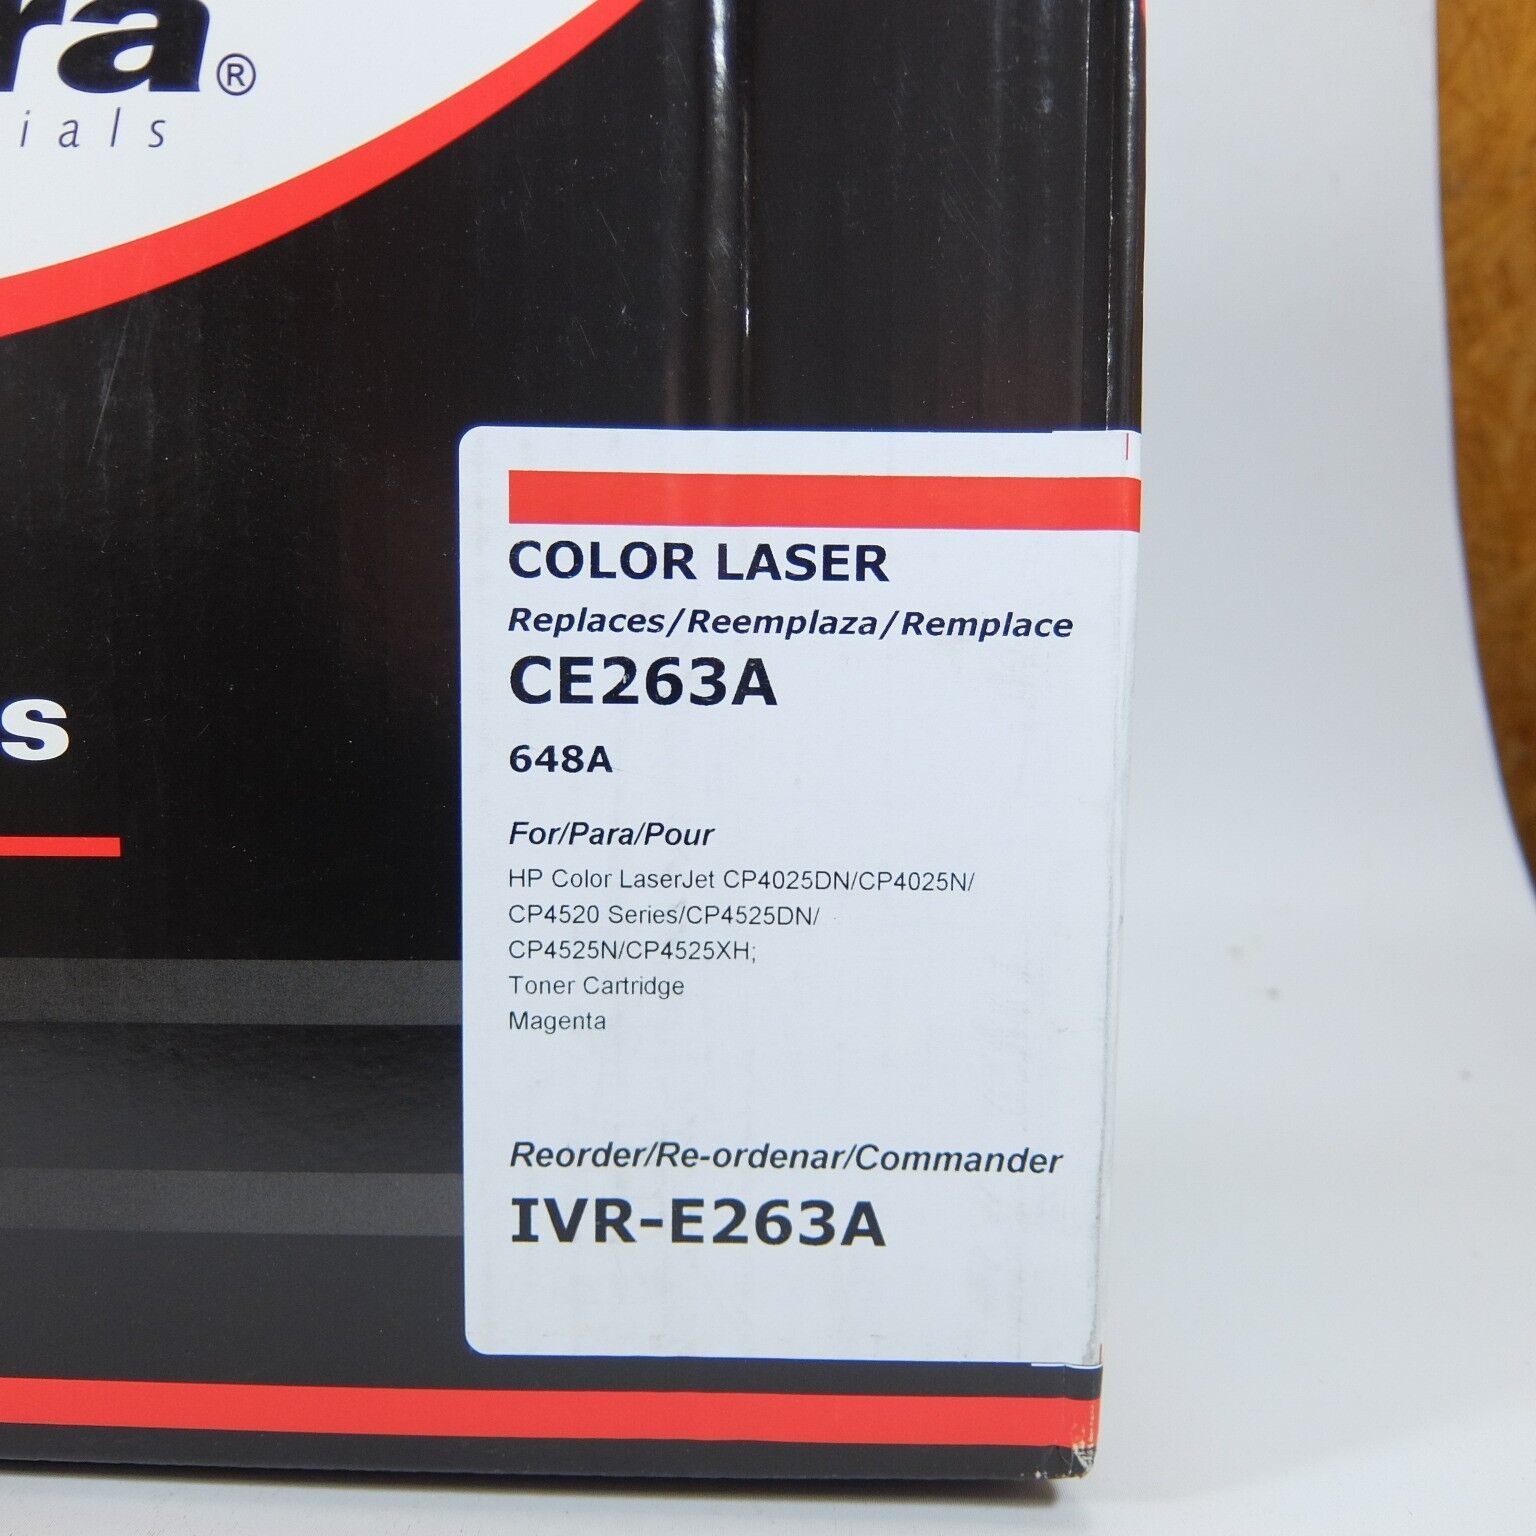 ra®
ials
s
COLOR LASER
Replaces/Reemplaza/Remplace
CE263A
648A
For/Para/Pour
HP Color LaserJet CP4025DN/CP4025N/
CP4520 Series/CP4525DN/
CP4525N/CP4525XH;
Toner Cartridge
Magenta
Reorder/Re-ordenar/Commander
IVR-E263A